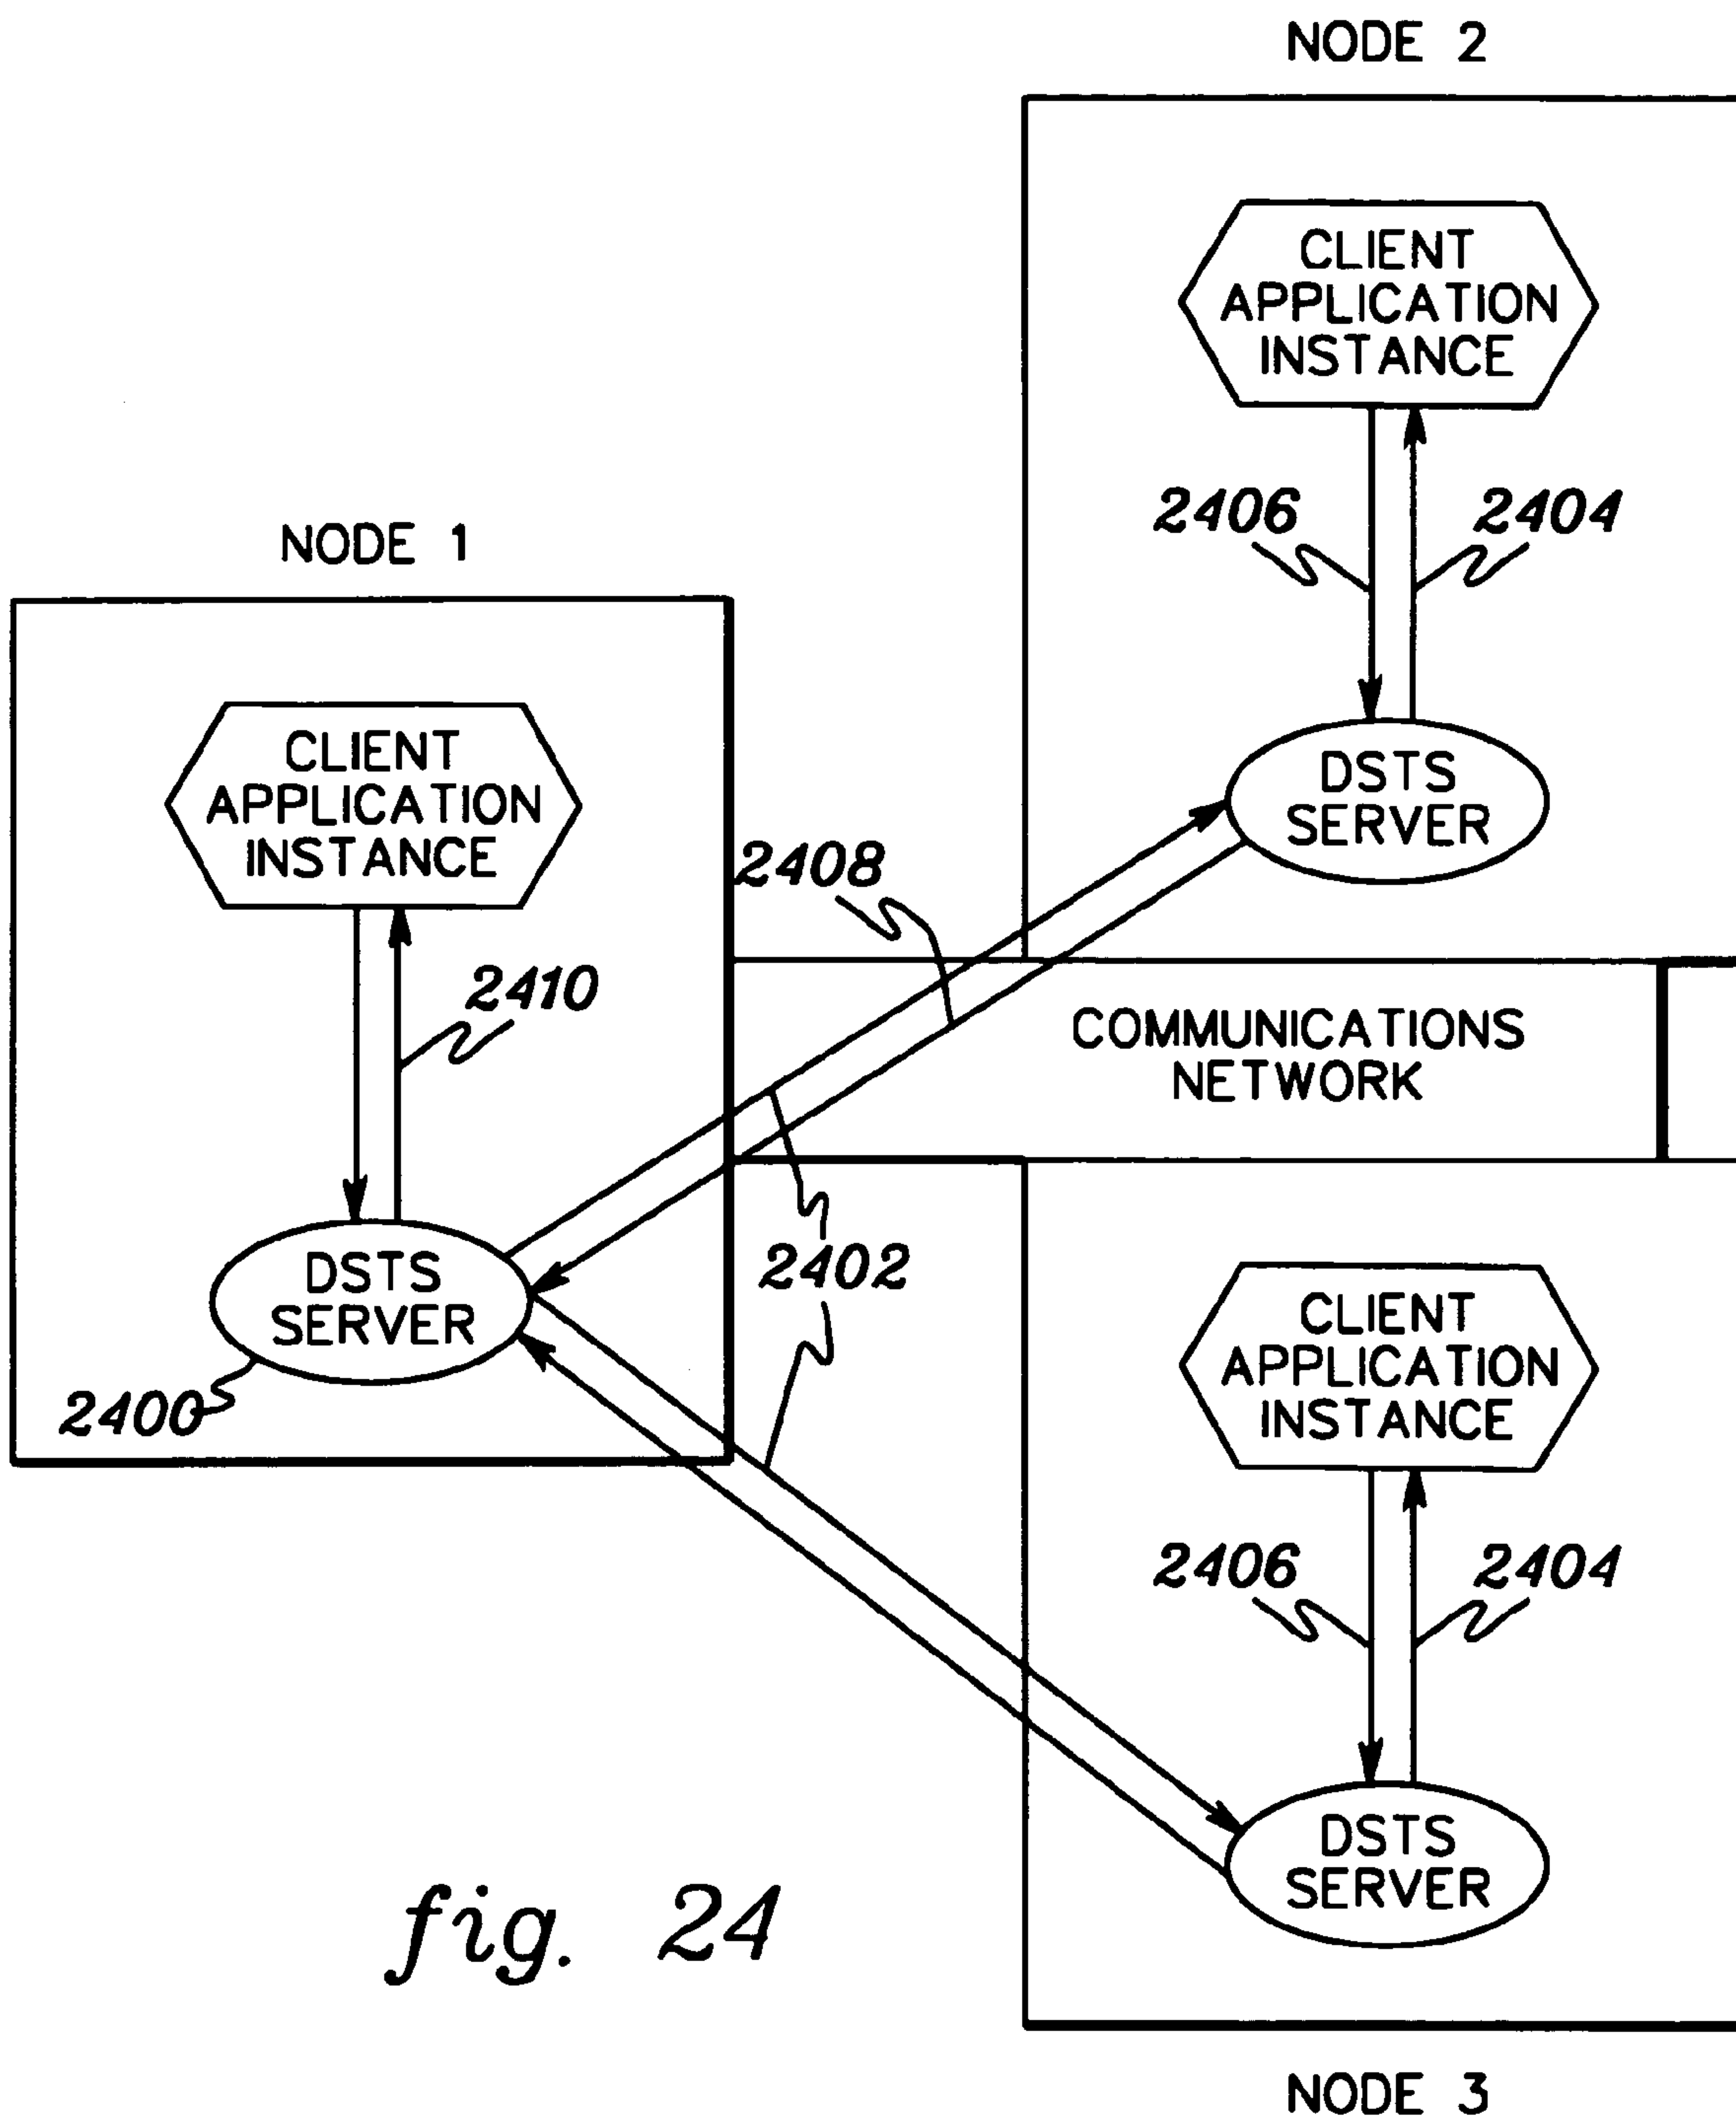 NODE 2
CLIENT
APPLICATION
INSTANCE
2406
2404
DSTS
SERVER
NODE 1
CLIENT
APPLICATION
INSTANCE
2408
2410
COMMUNICATIONS
NETWORK
DSTS
SERVER
2400
2402
CLIENT
APPLICATION
INSTANCE
2406
2404
DSTS
SERVER
fig. 24
NODE 3